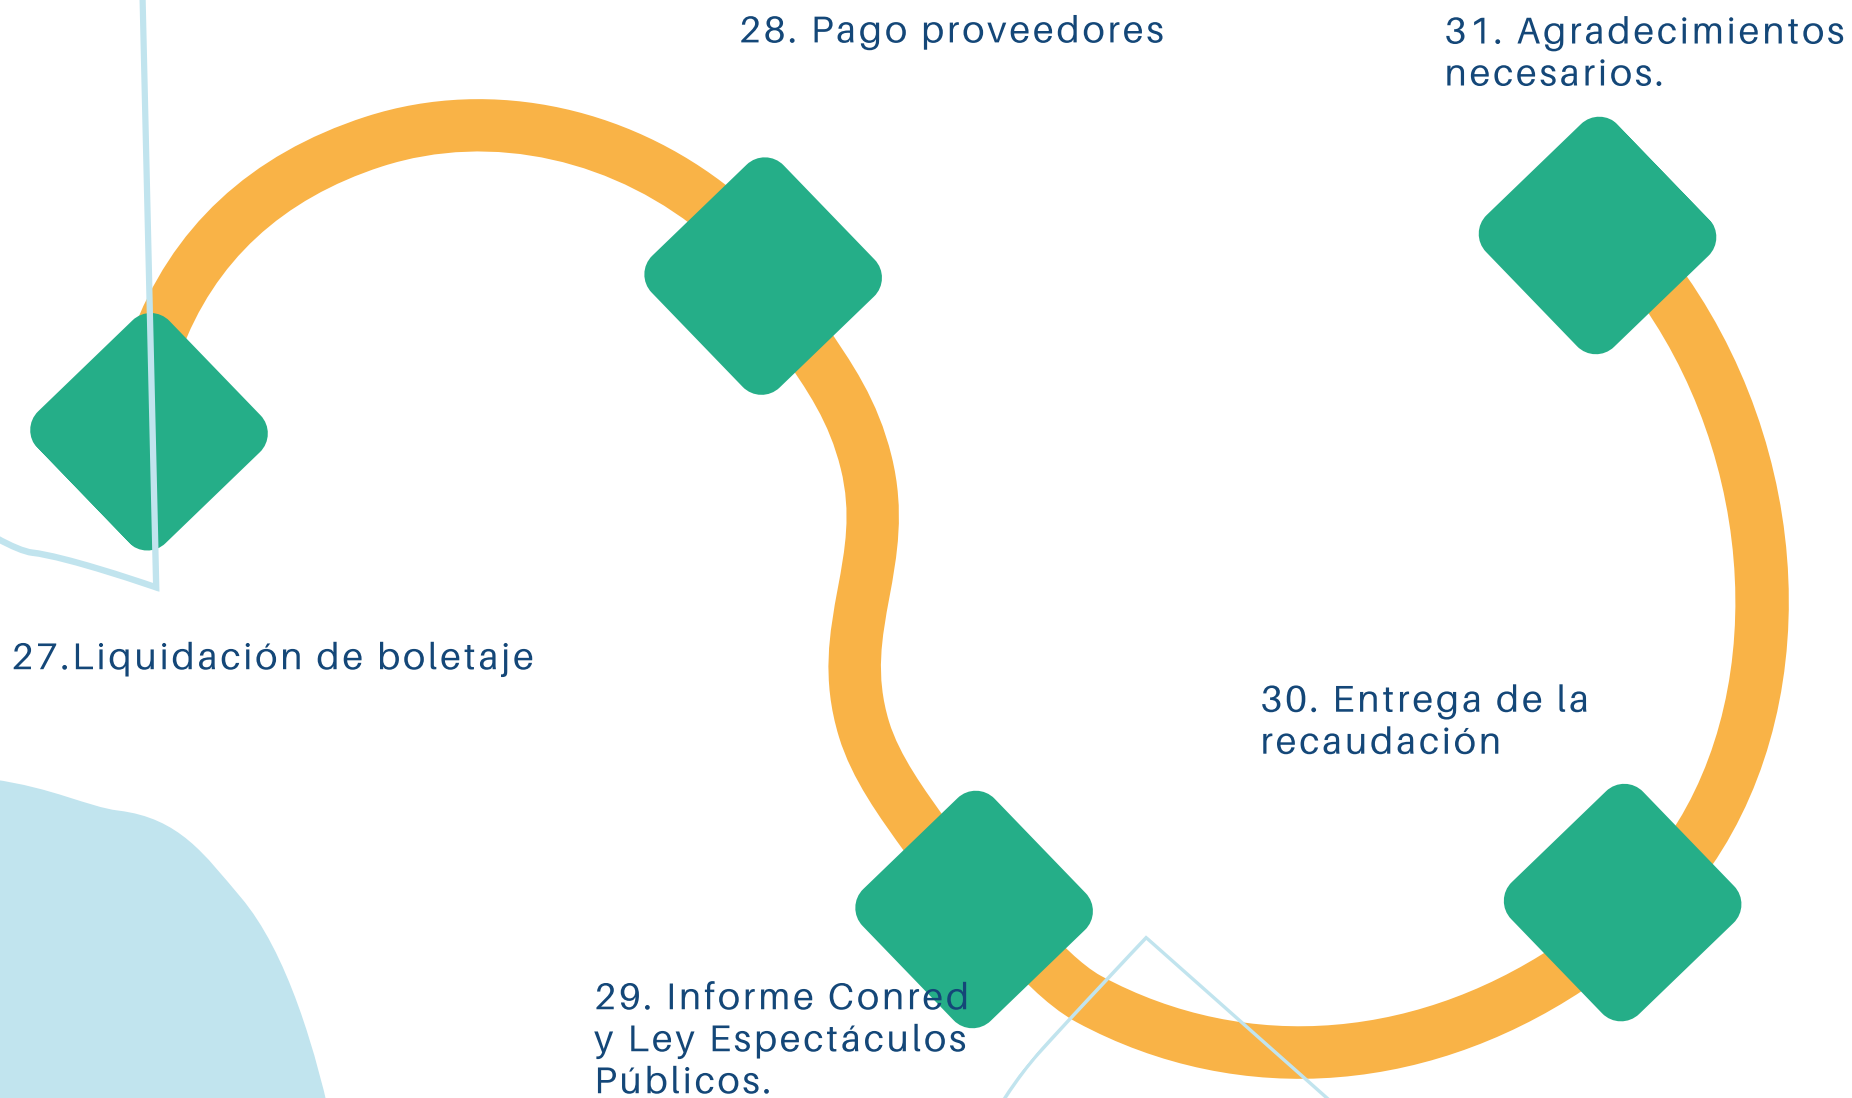 28. Pago proveedores
31. Agradecimientos
necesarios.
27.Liquidación de boletaje
30. Entrega de la
recaudación
29. Informe Conred
y Ley Espectáculos
Públicos.